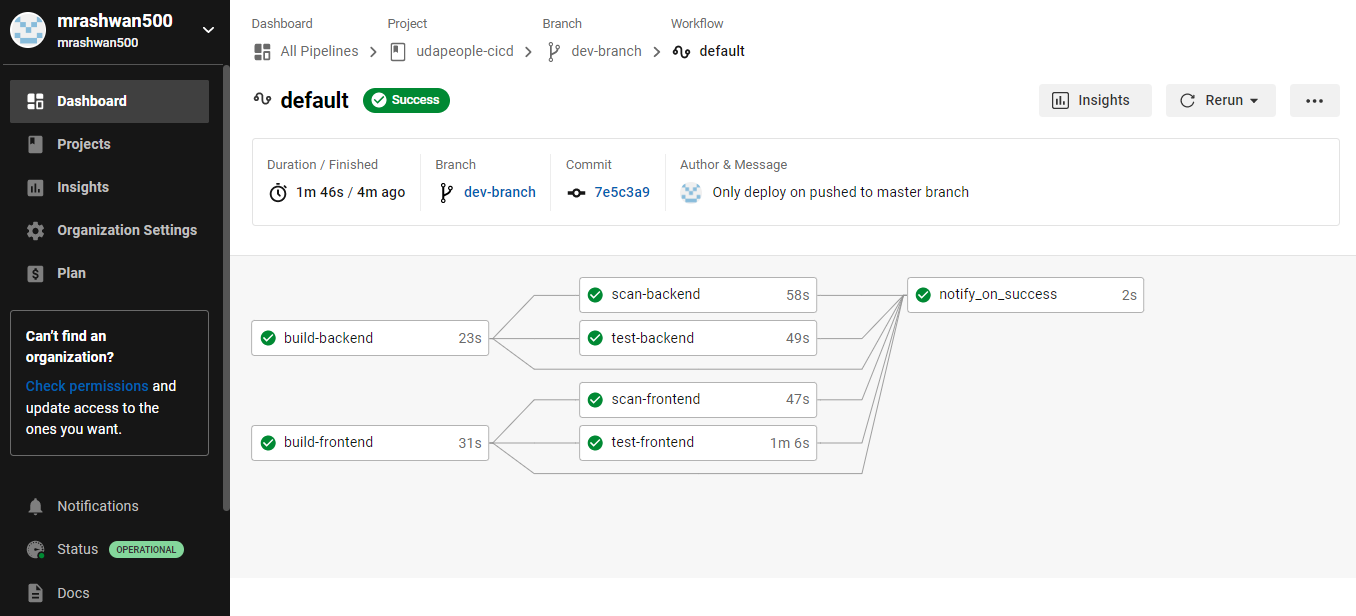 mrashwan500
mrashwan500
Dashboard
Projects
Insights
Organization Settings
Plan
Can't find an
organization?
Check permissions and
update access to the
ones you want.
Notifications
Status OPERATIONAL
Docs
Dashboard Project Branch Workflow
All Pipelines udapeople-cicd dev-branch default
default Success Insights Rerun
Duration / Finished Branch Commit Author & Message
1m 46s / 4m ago dev-branch 7e5c3a9 Only deploy on pushed to master branch
scan-backend 58s notify_on_success 2s
build-backend 23s test-backend 49s
scan-frontend 47s
build-frontend 31s test-frontend 1m 6s